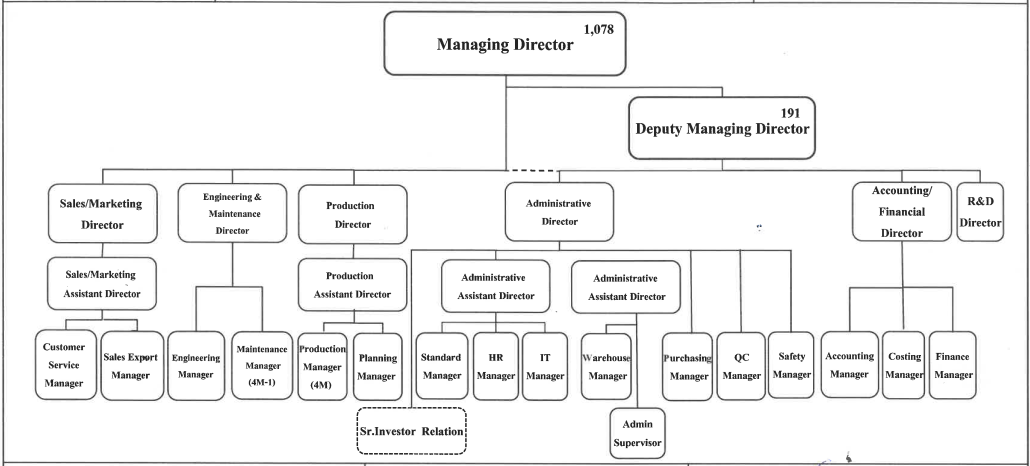 1,078
Managing Director
191
Deputy Managing Director
Sales/Marketing
Director
Engineering &
Maintenance
Director
Production
Director
Administrative
Director
Accounting/
Financial
Director
R&D
Director
Sales/Marketing
Assistant Director
Production
Assistant Director
Administrative
Assistant Director
Administrative
Assistant Director
Customer
Service
Manager
Sales Export
Manager
Engineering
Manager
Maintenance
Manager
(4M-1)
Production
Manager
(4M)
Planning
Manager
Standard
Manager
HR
Manager
IT
Manager
Warehouse
Manager
Purchasing
Manager
QC
Manager
Safety
Manager
Accounting
Manager
Costing
Manager
Finance
Manager
Sr.Investor Relation
Admin
Supervisor